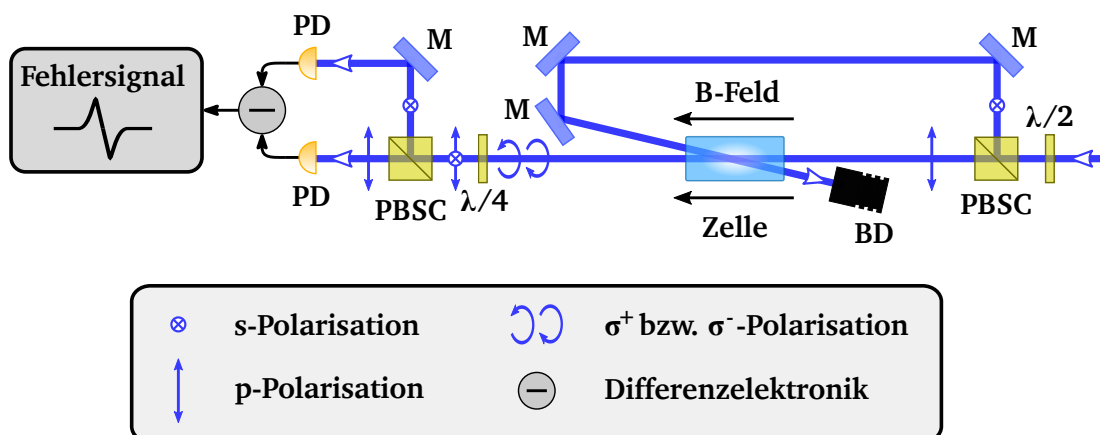 PD
M
M
M
Fehlersignal
B-Feld
M
λ/2
−
PD
PBSC
λ/4
Zelle
BD
PBSC
s-Polarisation
σ⁺ bzw. σ⁻-Polarisation
p-Polarisation
−
Differenzelektronik